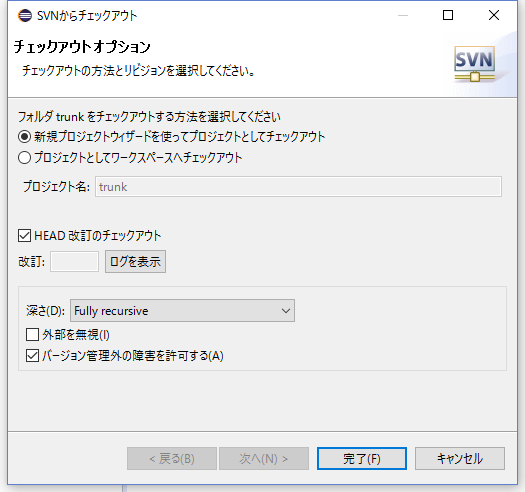 SVNからチェックアウト
チェックアウトオプション
チェックアウトの方法とリビジョンを選択してください。
SVN
フォルダ trunk をチェックアウトする方法を選択してください
新規プロジェクトウィザードを使ってプロジェクトとしてチェックアウト
プロジェクトとしてワークスペースへチェックアウト
プロジェクト名: trunk
HEAD 改訂のチェックアウト
改訂: ログを表示
深さ(D): Fully recursive
外部を無視(I)
バージョン管理外の障害を許可する(A)
< 戻る(B) 次へ(N) > 完了(F) キャンセル